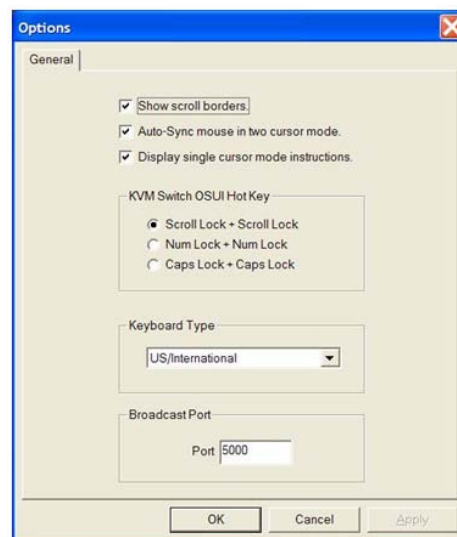 Options
General
Show scroll borders.
Auto-Sync mouse in two cursor mode.
Display single cursor mode instructions.
KVM Switch OSUI Hot Key
Scroll Lock + Scroll Lock
Num Lock + Num Lock
Caps Lock + Caps Lock
Keyboard Type
US/International
Broadcast Port
Port 5000
OK Cancel Apply